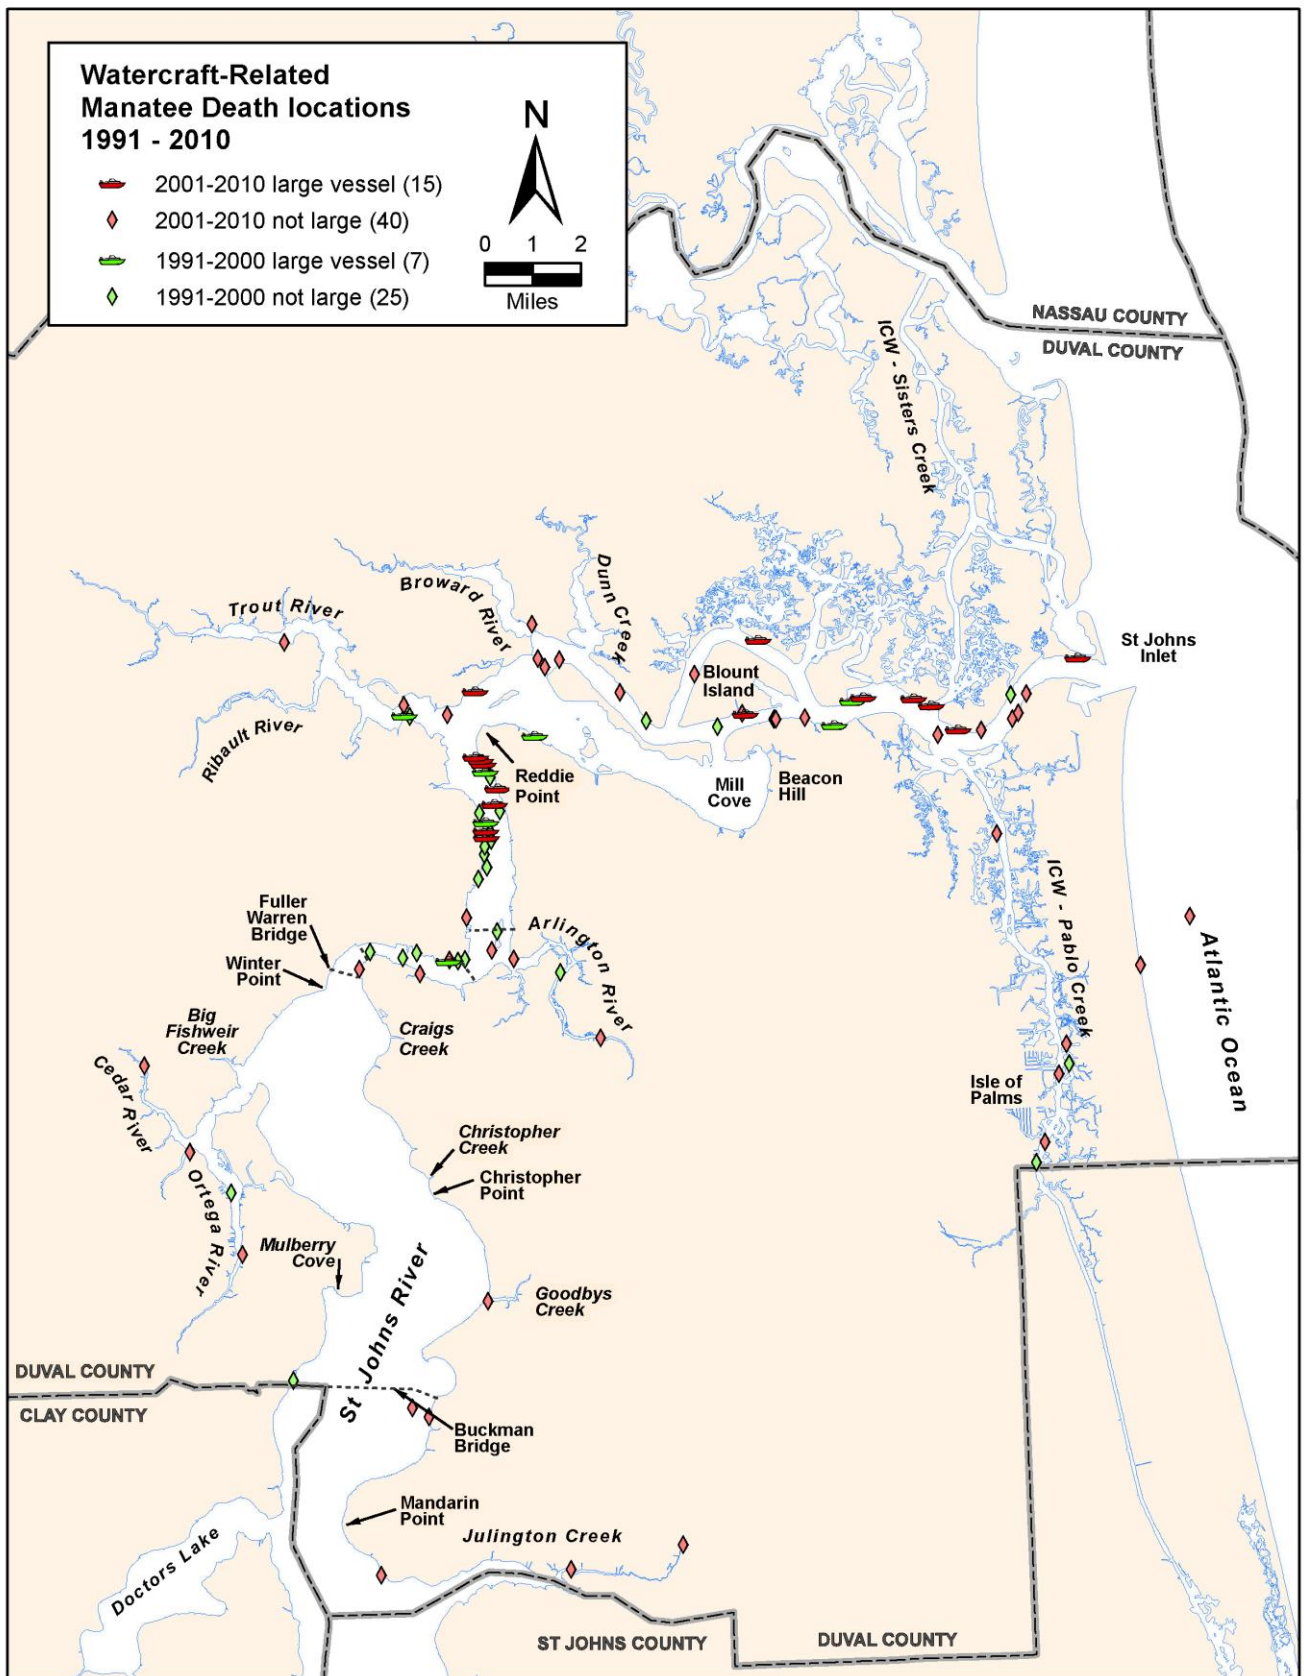 Watercraft-Related
Manatee Death locations
1991 - 2010
2001-2010 large vessel (15)
2001-2010 not large (40)
1991-2000 large vessel (7)
1991-2000 not large (25)
N
0 1 2
Miles
NASSAU COUNTY
DUVAL COUNTY
ICW - Sisters Creek
Trout River
Broward River
Dunn Creek
St Johns
Inlet
Blount
Island
Ribault River
Reddie
Point
Mill
Cove
Beacon
Hill
Fuller
Warren
Bridge
Winter
Point
Arlington River
ICW - Pablo Creek
Atlantic Ocean
Big
Fishweir
Creek
Craigs
Creek
Cedar River
Isle of
Palms
Christopher
Creek
Christopher
Point
Ortega River
Mulberry
Cove
St Johns River
Goodbys
Creek
DUVAL COUNTY
CLAY COUNTY
Buckman
Bridge
Mandarin
Point
Julington Creek
Doctors Lake
ST JOHNS COUNTY
DUVAL COUNTY